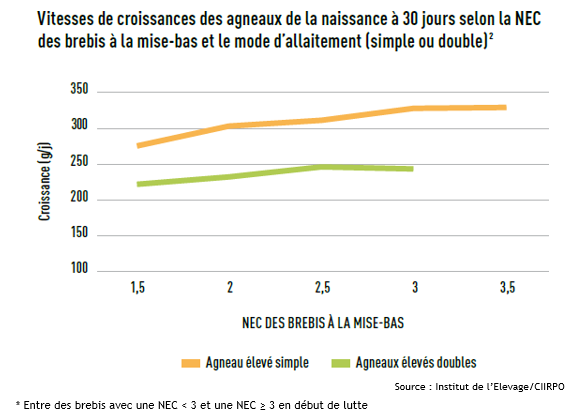 Vitesses de croissances des agneaux de la naissance à 30 jours selon la NEC
des brebis à la mise-bas et le mode d'allaitement (simple ou double)²
Croissance (g/j)
350
300
250
200
150
100
1,5 2 2,5 3 3,5
NEC DES BREBIS À LA MISE-BAS
Agneau élevé simple Agneaux élevés doubles
Source : Institut de l'Elevage/CIIRPO
* Entre des brebis avec une NEC < 3 et une NEC ≥ 3 en début de lutte